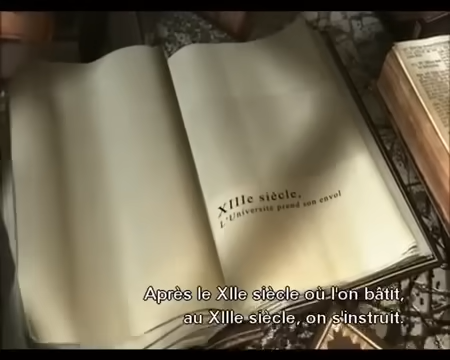 XIIIe siècle,
L'Université prend son envol
Après le XIIe siècle où l'on bâtit,
au XIIIe siècle, on s'instruit.